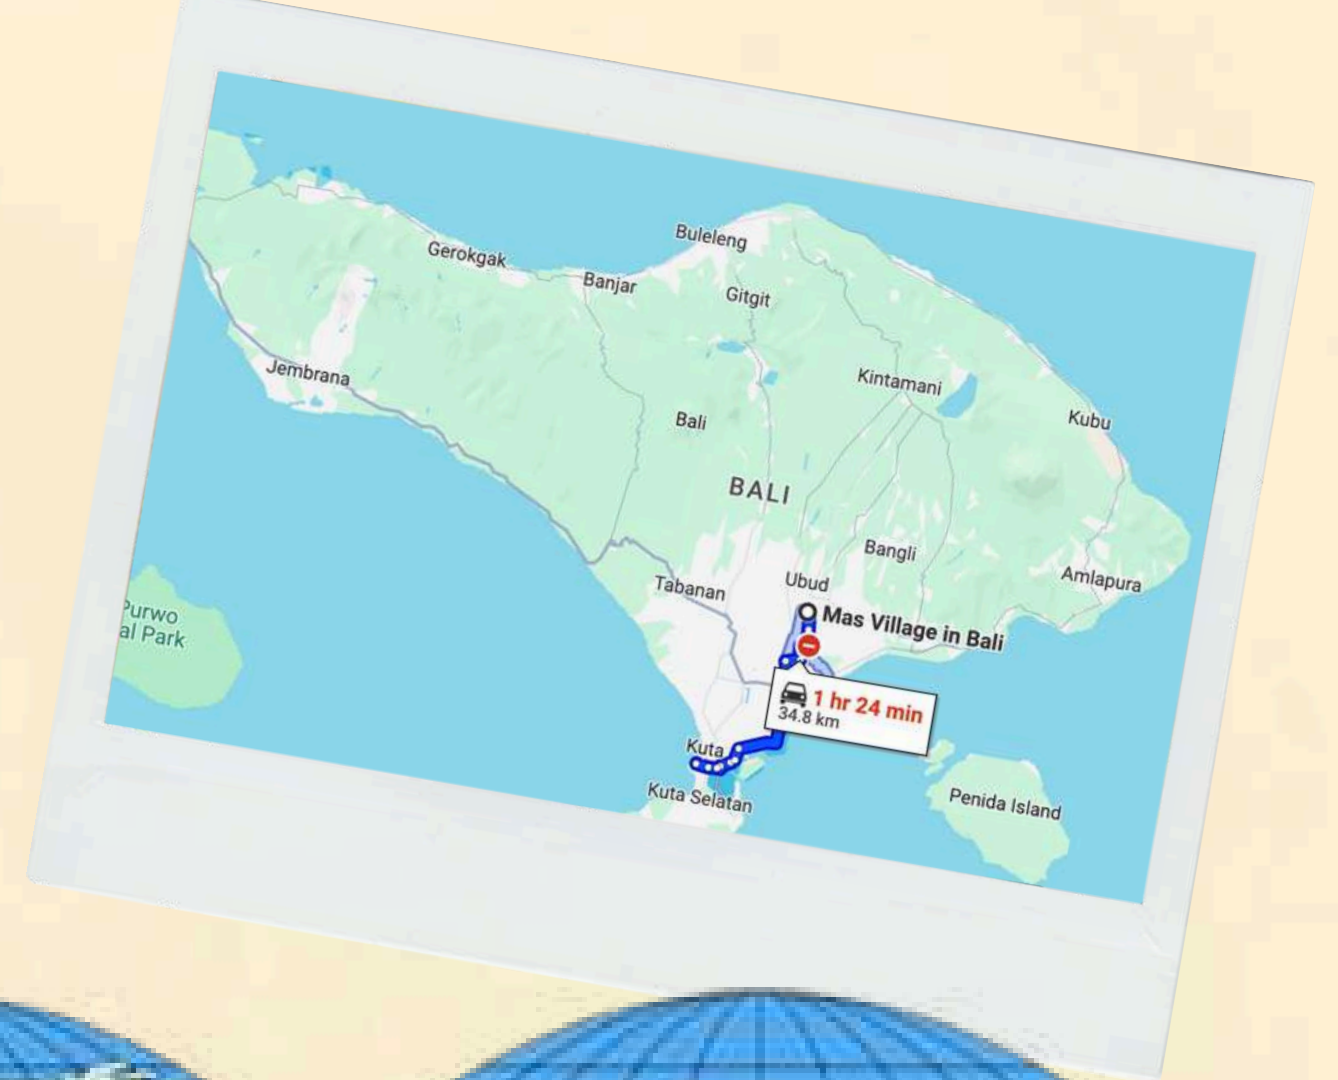 Buleleng
Gerokgak
Banjar
Gitgit
Jembrana
Kintamani
Kubu
Bali
BALI
Bangli
Ubud
Amlapura
Tabanan
Mas Village in Bali
Purwo
al Park
1 hr 24 min
34.8 km
Kuta
Kuta Selatan
Penida Island